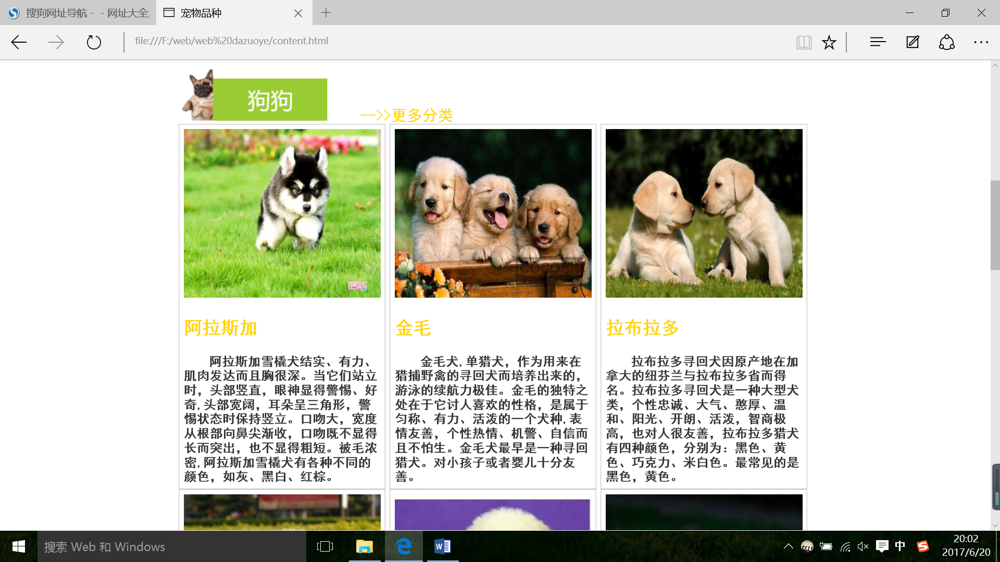 搜狗网址导航 - - 网址大全
宠物品种
file:///F:/web/web%20dazuoye/content.html
狗狗
-->>更多分类
狗乐
阿拉斯加
阿拉斯加雪橇犬结实、有力、
肌肉发达而且胸很深。当它们站立
时，头部竖直，眼神显得警惕、好
奇,头部宽阔，耳朵呈三角形，警
惕状态时保持竖立。口吻大，宽度
从根部向鼻尖渐收，口吻既不显得
长而突出，也不显得粗短。被毛浓
密,阿拉斯加雪橇犬有各种不同的
颜色，如灰、黑白、红棕。
金毛
金毛犬,单猎犬，作为用来在
猎捕野禽的寻回犬而培养出来的，
游泳的续航力极佳。金毛的独特之
处在于它讨人喜欢的性格，是属于
匀称、有力、活泼的一个犬种,表
情友善，个性热情、机警、自信而
且不怕生。金毛犬最早是一种寻回
猎犬。对小孩子或者婴儿十分友
善。
拉布拉多
拉布拉多寻回犬因原产地在加
拿大的纽芬兰与拉布拉多省而得
名。拉布拉多寻回犬是一种大型犬
类，个性忠诚、大气、憨厚、温
和、阳光、开朗、活泼，智商极
高，也对人很友善，拉布拉多猎犬
有四种颜色，分别为：黑色、黄
色、巧克力、米白色。最常见的是
黑色，黄色。
搜索 Web 和 Windows
中
20:02
2017/6/20